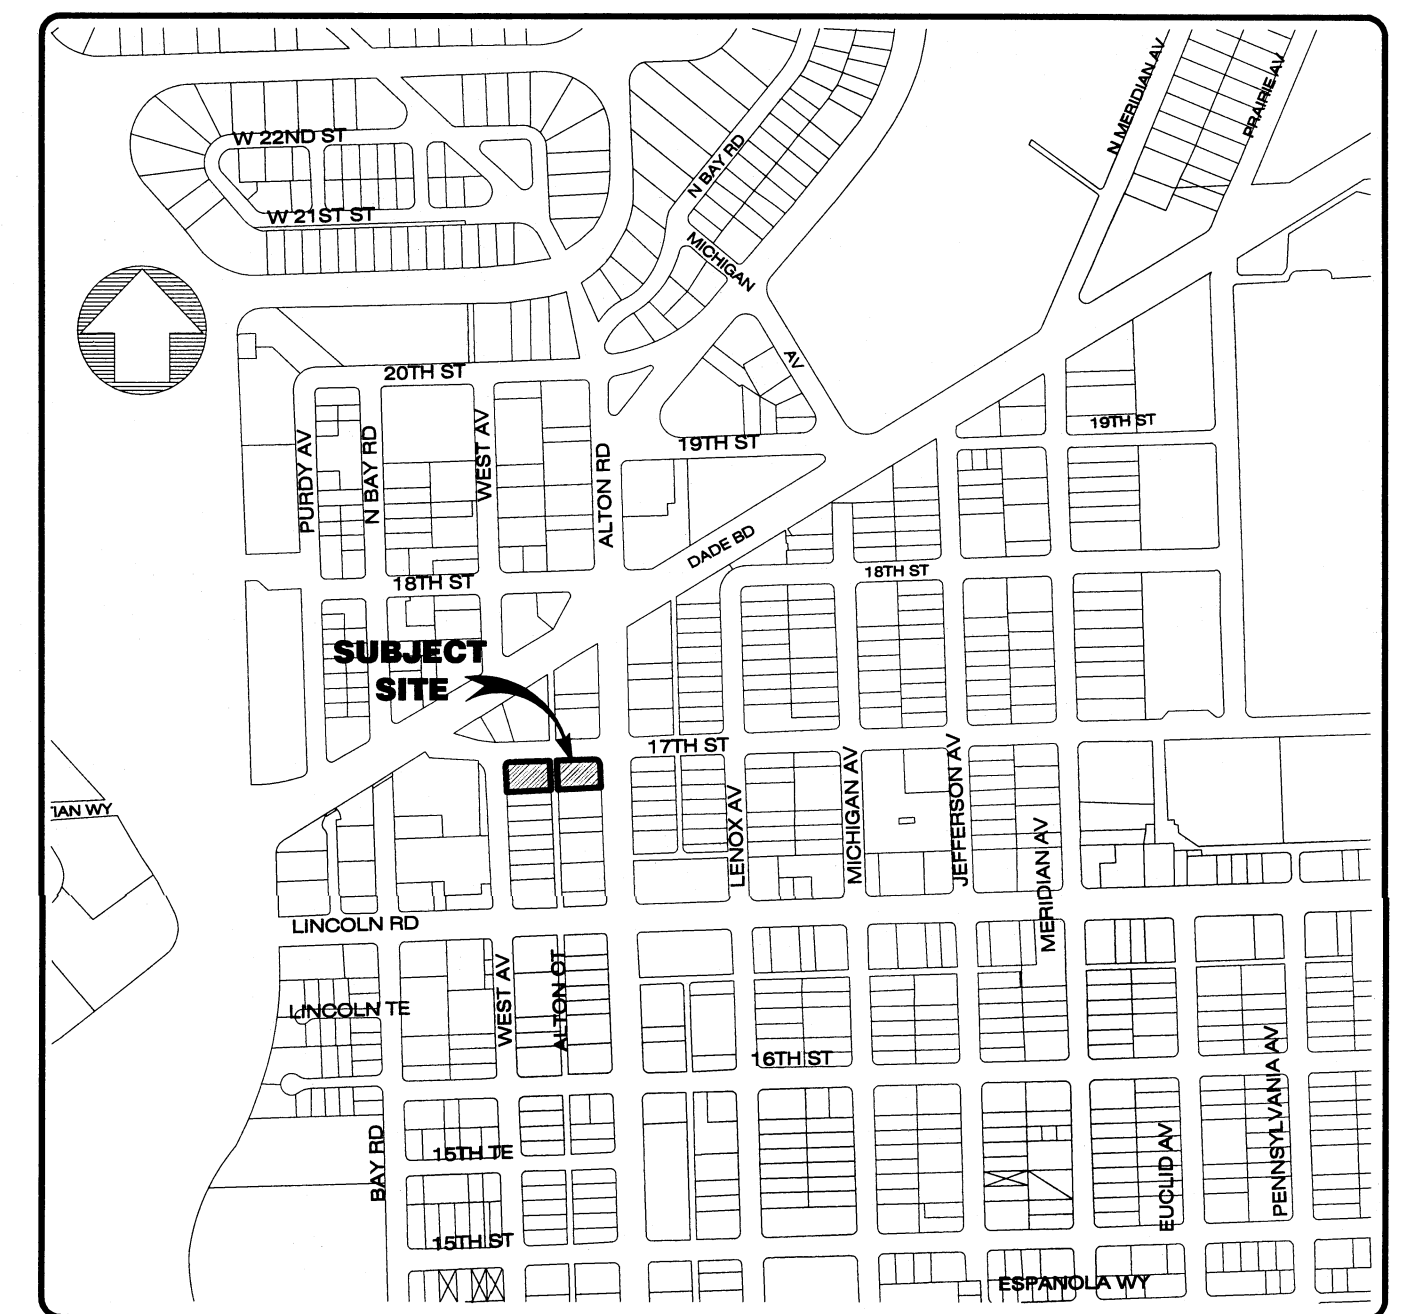 N MERIDIAN AV
PRAIRIE AV
W 22ND ST
N BAY RD
W 21ST ST
MICHIGAN
AV
20TH ST
19TH ST
19TH ST
PURDY AV
N BAY RD
WEST AV
ALTON RD
DADE BD
18TH ST
18TH ST
SUBJECT
SITE
17TH ST
LENOX AV
MICHIGAN AV
JEFFERSON AV
MERIDIAN AV
IAN WY
LINCOLN RD
LINCOLN TE
WEST AV
ALTON CT
16TH ST
BAY RD
15TH TE
EUCLID AV
PENNSYLVANIA AV
15TH ST
ESPANOLA WY